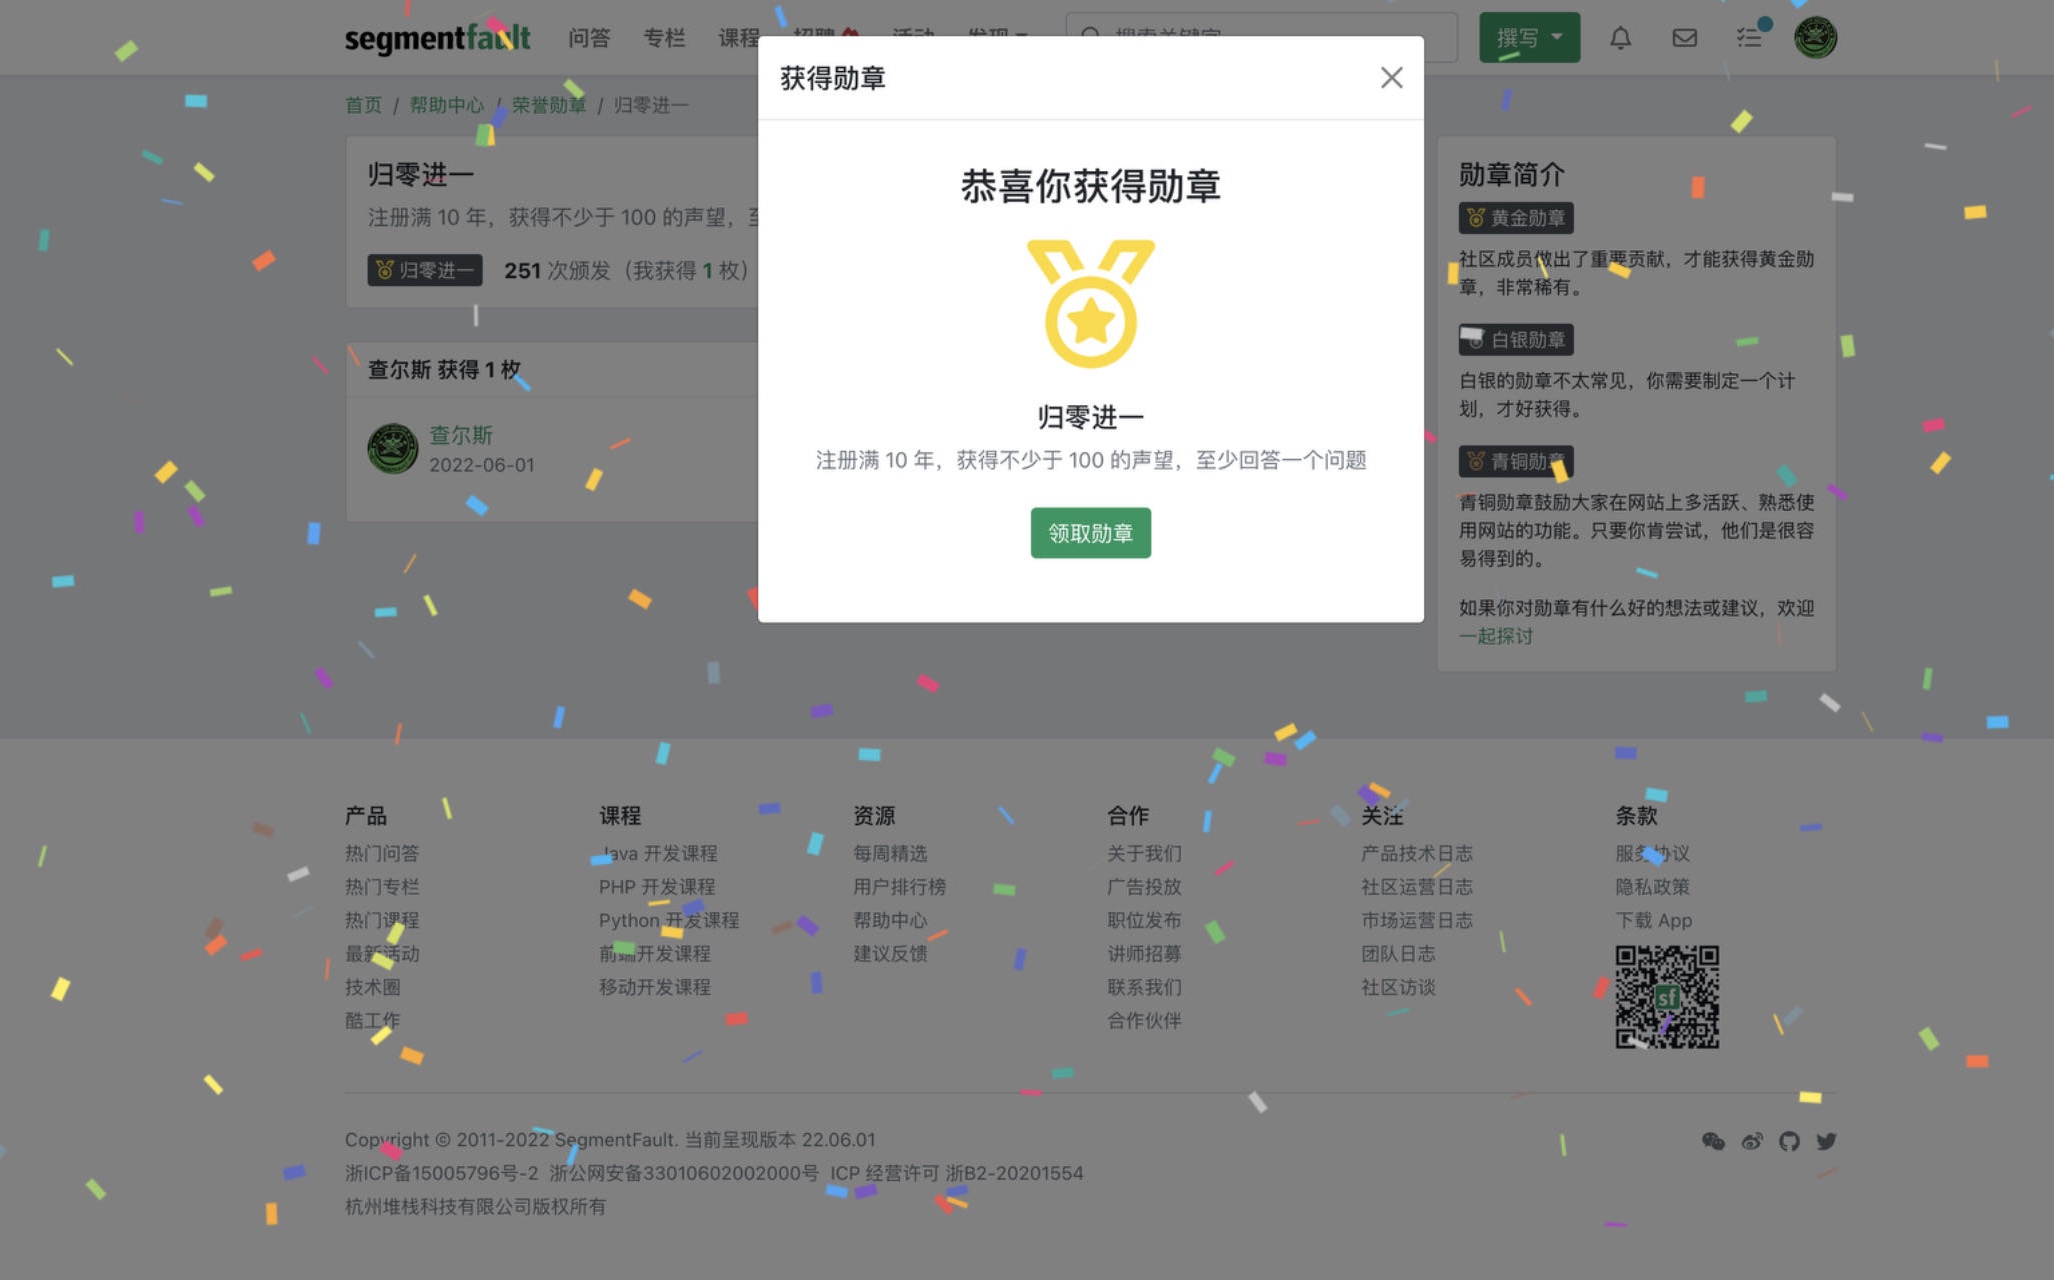 segmentfault 问答 专栏 课程 招聘 活动 发现 搜索关键字 撰写
首页 / 帮助中心 / 荣誉勋章 / 归零进一
归零进一
注册满 10 年，获得不少于 100 的声望，至
归零进一 251 次颁发（我获得 1 枚）
查尔斯 获得 1 枚
查尔斯
2022-06-01
获得勋章
恭喜你获得勋章
归零进一
注册满 10 年，获得不少于 100 的声望，至少回答一个问题
领取勋章
勋章简介
黄金勋章
社区成员做出了重要贡献，才能获得黄金勋
章，非常稀有。
白银勋章
白银的勋章不太常见，你需要制定一个计
划，才好获得。
青铜勋章
青铜勋章鼓励大家在网站上多活跃、熟悉使
用网站的功能。只要你肯尝试，他们是很容
易得到的。
如果你对勋章有什么好的想法或建议，欢迎
一起探讨
产品
热门问答
热门专栏
热门课程
最新活动
技术圈
酷工作
课程
Java 开发课程
PHP 开发课程
Python 开发课程
前端开发课程
移动开发课程
资源
每周精选
用户排行榜
帮助中心
建议反馈
合作
关于我们
广告投放
职位发布
讲师招募
联系我们
合作伙伴
关注
产品技术日志
社区运营日志
市场运营日志
团队日志
社区访谈
条款
服务协议
隐私政策
下载 App
sf
Copyright © 2011-2022 SegmentFault. 当前呈现版本 22.06.01
浙ICP备15005796号-2 浙公网安备33010602002000号 ICP 经营许可 浙B2-20201554
杭州堆栈科技有限公司版权所有